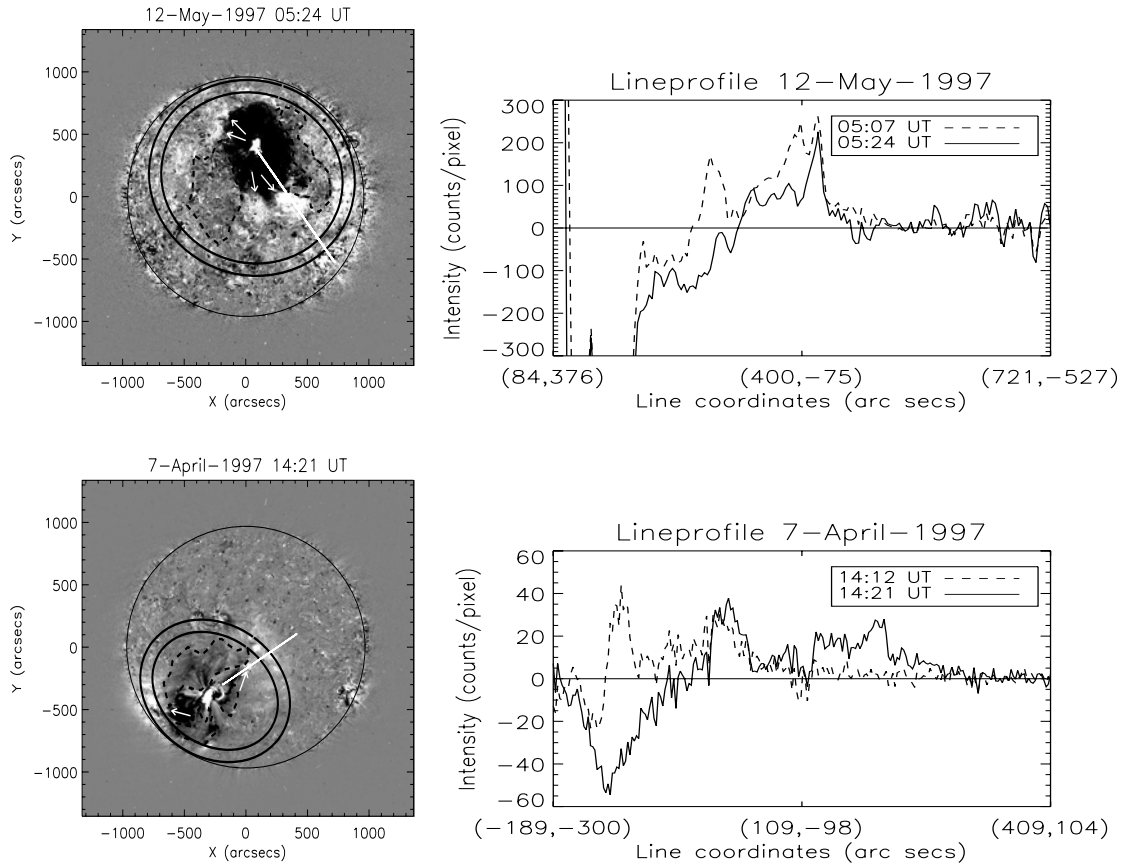 12−May−1997 05:24 UT
1000
500
0
−500
−1000
Y (arcsecs)
−1000 −500 0 500 1000
X (arcsecs)
Lineprofile 12−May−1997
300
200
100
0
−100
−200
−300
Intensity (counts/pixel)
05:07 UT
05:24 UT
(84,376) (400,−75) (721,−527)
Line coordinates (arc secs)
7−April−1997 14:21 UT
1000
500
0
−500
−1000
Y (arcsecs)
−1000 −500 0 500 1000
X (arcsecs)
Lineprofile 7−April−1997
60
40
20
0
−20
−40
−60
Intensity (counts/pixel)
14:12 UT
14:21 UT
(−189,−300) (109,−98) (409,104)
Line coordinates (arc secs)